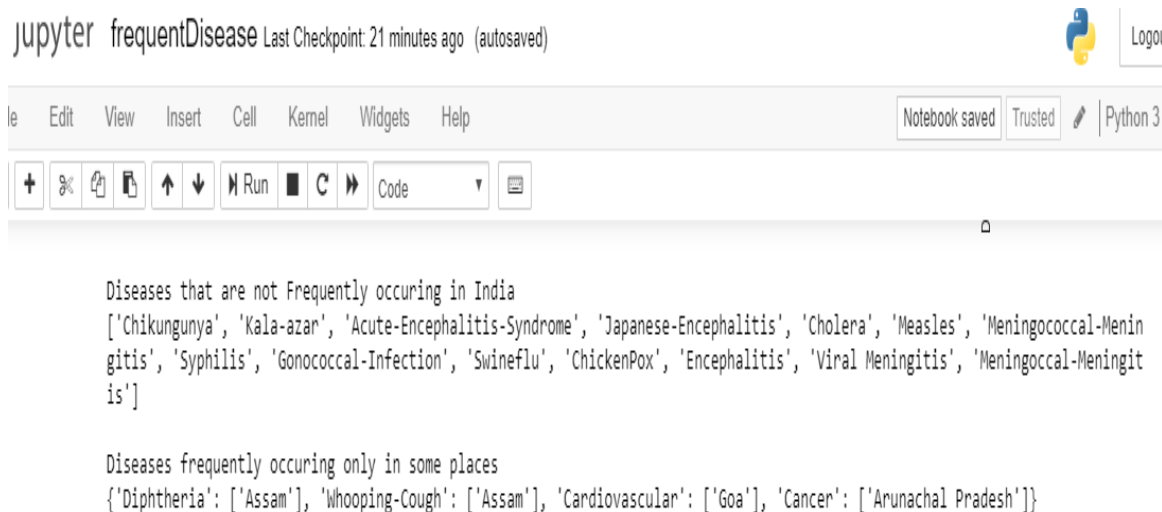 jupyter frequentDisease Last Checkpoint: 21 minutes ago (autosaved)
Logou
le Edit View Insert Cell Kernel Widgets Help Notebook saved Trusted Python 3
Run Code
Diseases that are not Frequently occuring in India
['Chikungunya', 'Kala-azar', 'Acute-Encephalitis-Syndrome', 'Japanese-Encephalitis', 'Cholera', 'Measles', 'Meningococcal-Menin
gitis', 'Syphilis', 'Gonococcal-Infection', 'Swineflu', 'ChickenPox', 'Encephalitis', 'Viral Meningitis', 'Meningoccal-Meningit
is']
Diseases frequently occuring only in some places
{'Diphtheria': ['Assam'], 'Whooping-Cough': ['Assam'], 'Cardiovascular': ['Goa'], 'Cancer': ['Arunachal Pradesh']}